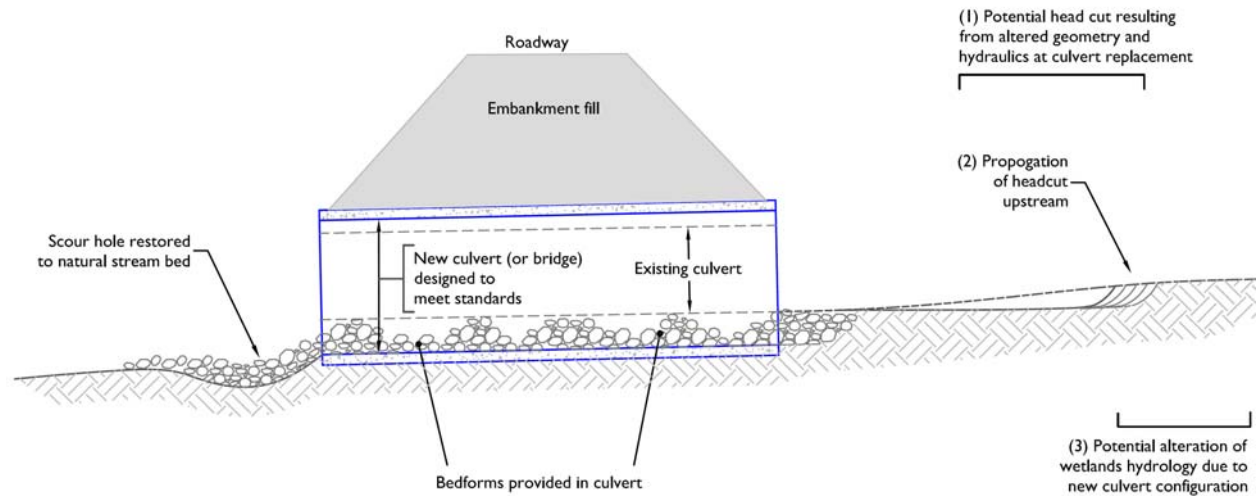 (1) Potential head cut resulting
from altered geometry and
hydraulics at culvert replacement
Roadway
Embankment fill
(2) Propogation
of headcut
upstream
Scour hole restored
to natural stream bed
New culvert (or bridge)
designed to
meet standards
Existing culvert
Bedforms provided in culvert
(3) Potential alteration of
wetlands hydrology due to
new culvert configuration